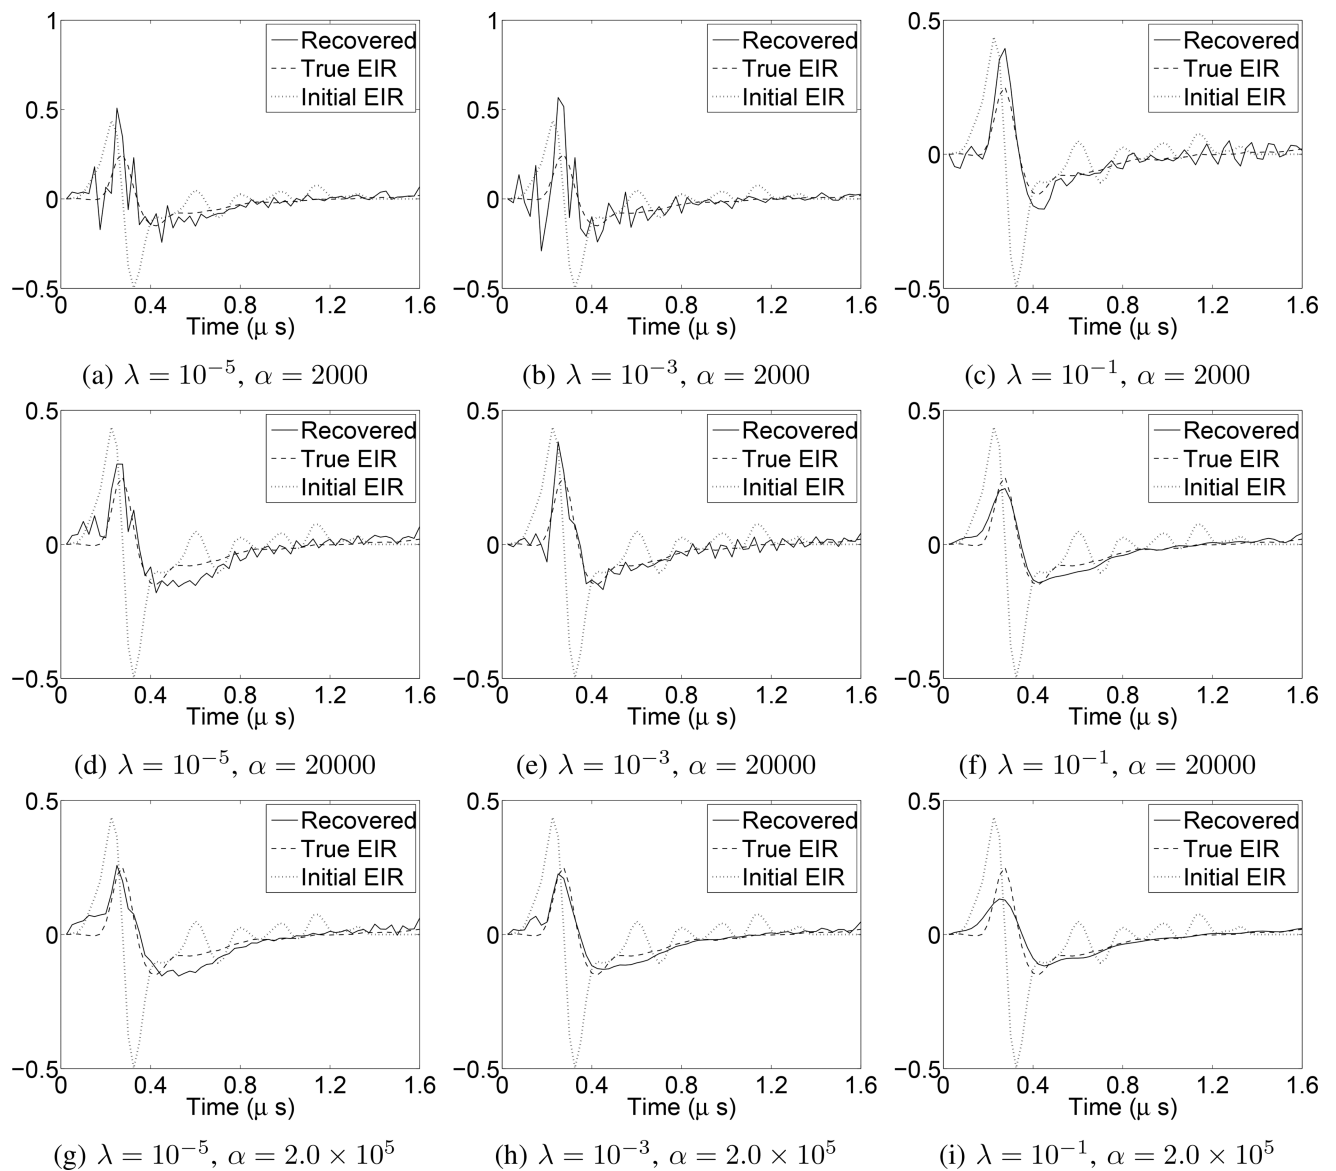 1
0.5
0
−0.5
0
0.4
0.8
1.2
1.6
Time (μ s)
Recovered
True EIR
Initial EIR
(a) λ = 10⁻⁵, α = 2000
1
0.5
0
−0.5
0
0.4
0.8
1.2
1.6
Time (μ s)
Recovered
True EIR
Initial EIR
(b) λ = 10⁻³, α = 2000
0.5
0
−0.5
0
0.4
0.8
1.2
1.6
Time (μ s)
Recovered
True EIR
Initial EIR
(c) λ = 10⁻¹, α = 2000
0.5
0
−0.5
0
0.4
0.8
1.2
1.6
Time (μ s)
Recovered
True EIR
Initial EIR
(d) λ = 10⁻⁵, α = 20000
0.5
0
−0.5
0
0.4
0.8
1.2
1.6
Time (μ s)
Recovered
True EIR
Initial EIR
(e) λ = 10⁻³, α = 20000
0.5
0
−0.5
0
0.4
0.8
1.2
1.6
Time (μ s)
Recovered
True EIR
Initial EIR
(f) λ = 10⁻¹, α = 20000
0.5
0
−0.5
0
0.4
0.8
1.2
1.6
Time (μ s)
Recovered
True EIR
Initial EIR
(g) λ = 10⁻⁵, α = 2.0 × 10⁵
0.5
0
−0.5
0
0.4
0.8
1.2
1.6
Time (μ s)
Recovered
True EIR
Initial EIR
(h) λ = 10⁻³, α = 2.0 × 10⁵
0.5
0
−0.5
0
0.4
0.8
1.2
1.6
Time (μ s)
Recovered
True EIR
Initial EIR
(i) λ = 10⁻¹, α = 2.0 × 10⁵